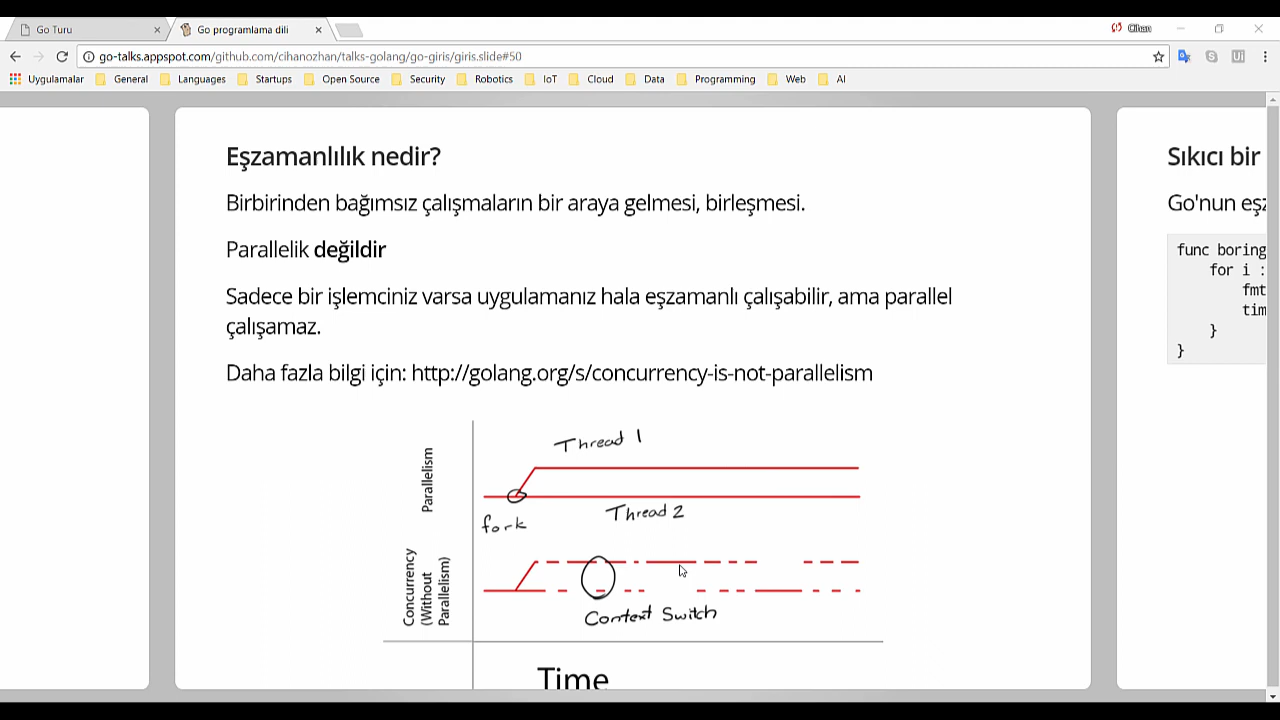 Go Turu
Go programlama dili
Cihan
go-talks.appspot.com/github.com/cihanozhan/talks-golang/go-giris/giris.slide#50
Uygulamalar General Languages Startups Open Source Security Robotics IoT Cloud Data Programming Web AI
Eşzamanlılık nedir?
Birbirinden bağımsız çalışmaların bir araya gelmesi, birleşmesi.
Parallelik değildir
Sadece bir işlemciniz varsa uygulamanız hala eşzamanlı çalışabilir, ama parallel
çalışamaz.
Daha fazla bilgi için: http://golang.org/s/concurrency-is-not-parallelism
Parallelism
Thread 1
Thread 2
fork
Concurrency
(Without
Parallelism)
Context Switch
Time
Sıkıcı bir
Go'nun eşz
func boring
for i :
fmt
tim
}
}